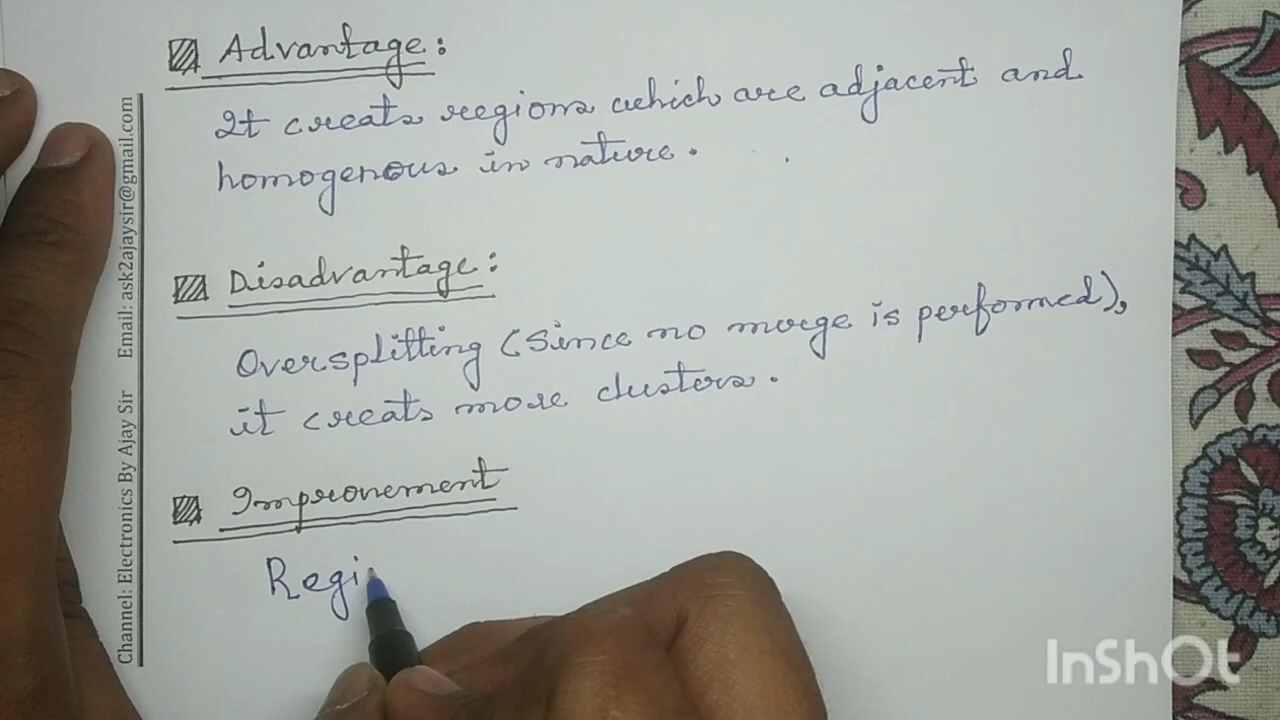 Advantage:
It creats regions which are adjacent and
homogenous in nature.
Disadvantage:
Oversplitting (Since no merge is performed),
it creats more clusters.
Improvement
Regi
Channel: Electronics By Ajay Sir Email: ask2ajaysir@gmail.com
InShOt